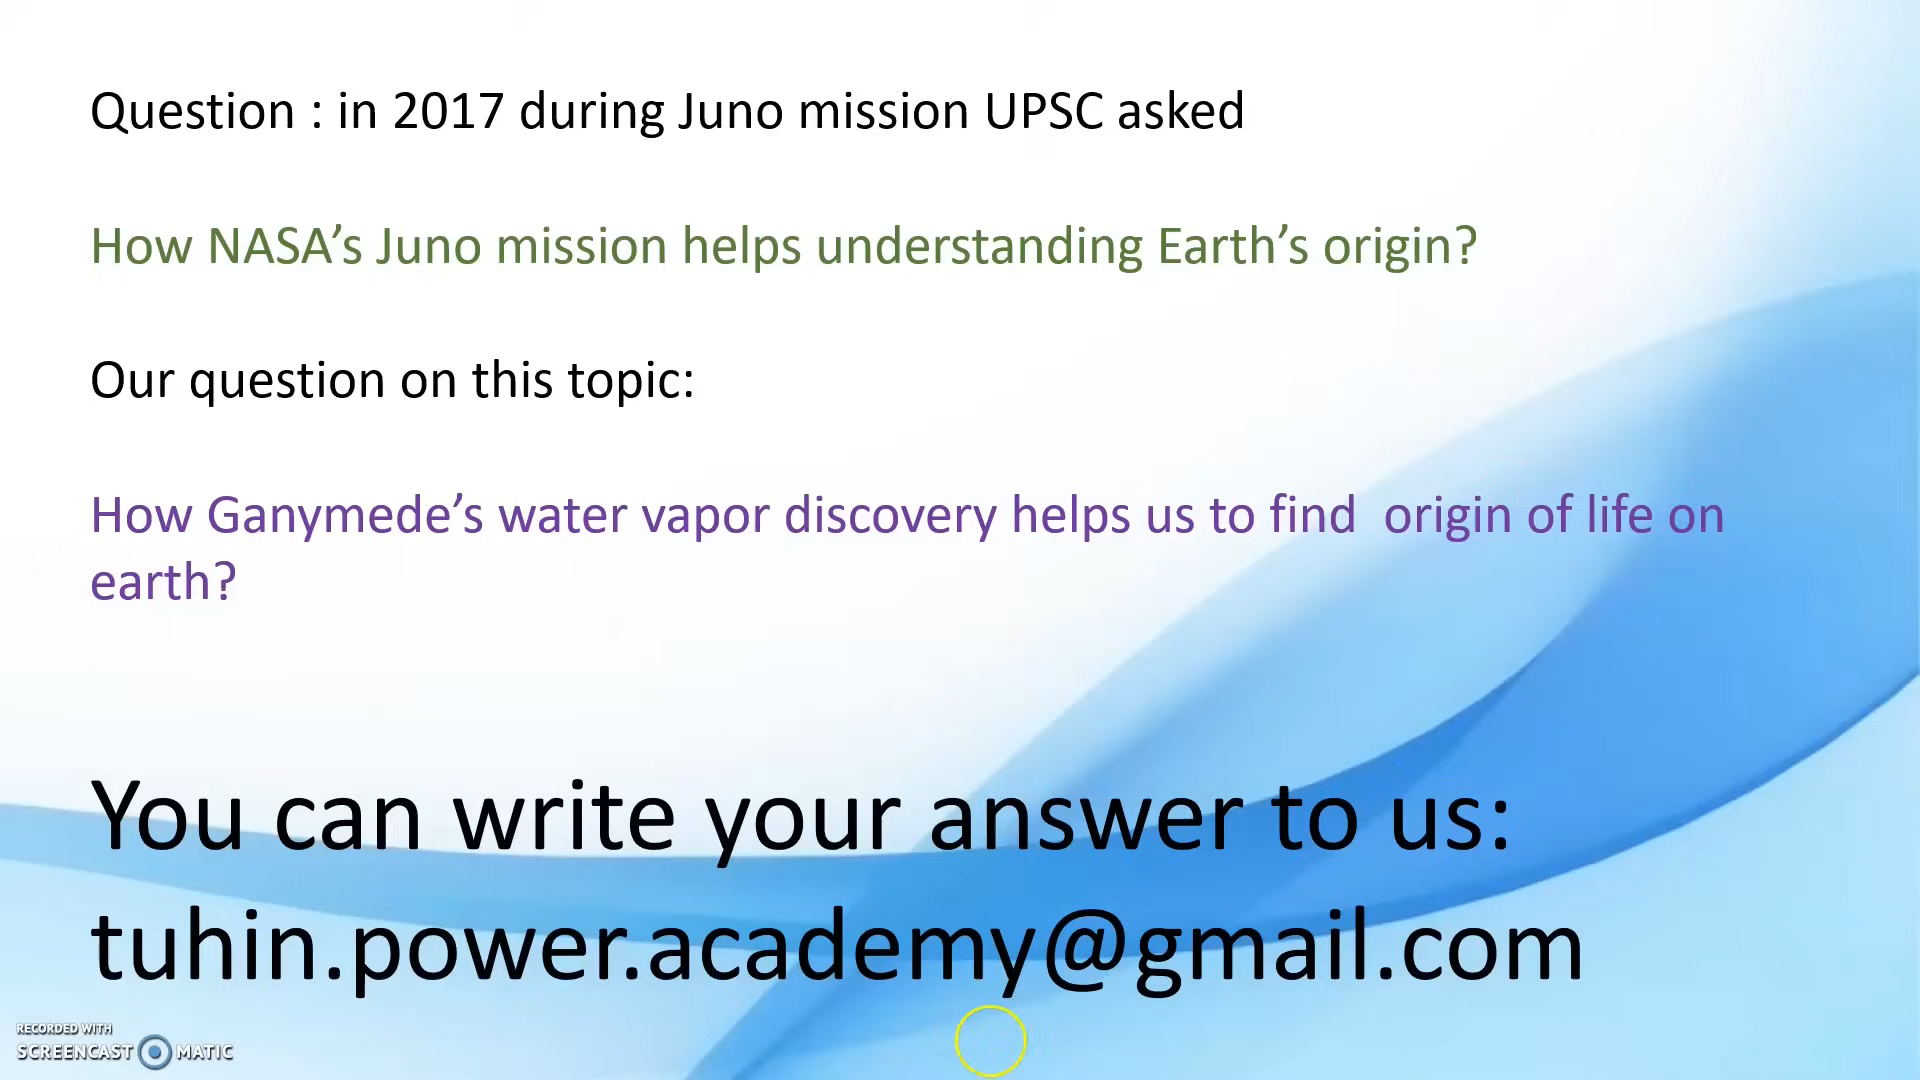 Question : in 2017 during Juno mission UPSC asked
How NASA’s Juno mission helps understanding Earth’s origin?
Our question on this topic:
How Ganymede’s water vapor discovery helps us to find  origin of life on
earth?
You can write your answer to us:
tuhin.power.academy@gmail.com
RECORDED WITH
SCREENCAST MATIC